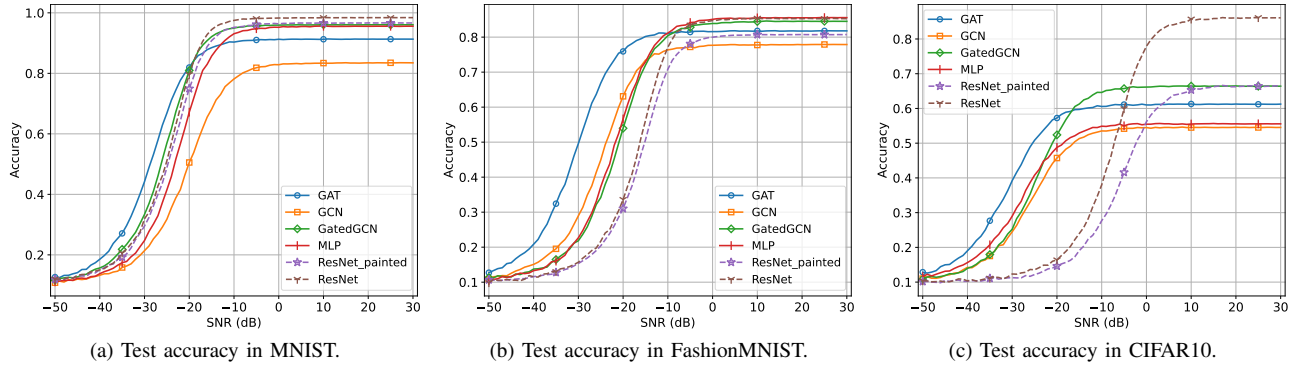 1.0
0.8
0.6
0.4
0.2
Accuracy
GAT
GCN
GatedGCN
MLP
ResNet_painted
ResNet
−50 −40 −30 −20 −10 0 10 20 30
SNR (dB)
(a) Test accuracy in MNIST.
0.8
0.7
0.6
0.5
0.4
0.3
0.2
0.1
Accuracy
GAT
GCN
GatedGCN
MLP
ResNet_painted
ResNet
−50 −40 −30 −20 −10 0 10 20 30
SNR (dB)
(b) Test accuracy in FashionMNIST.
0.9
0.8
0.7
0.6
0.5
0.4
0.3
0.2
0.1
Accuracy
GAT
GCN
GatedGCN
MLP
ResNet_painted
ResNet
−50 −40 −30 −20 −10 0 10 20 30
SNR (dB)
(c) Test accuracy in CIFAR10.